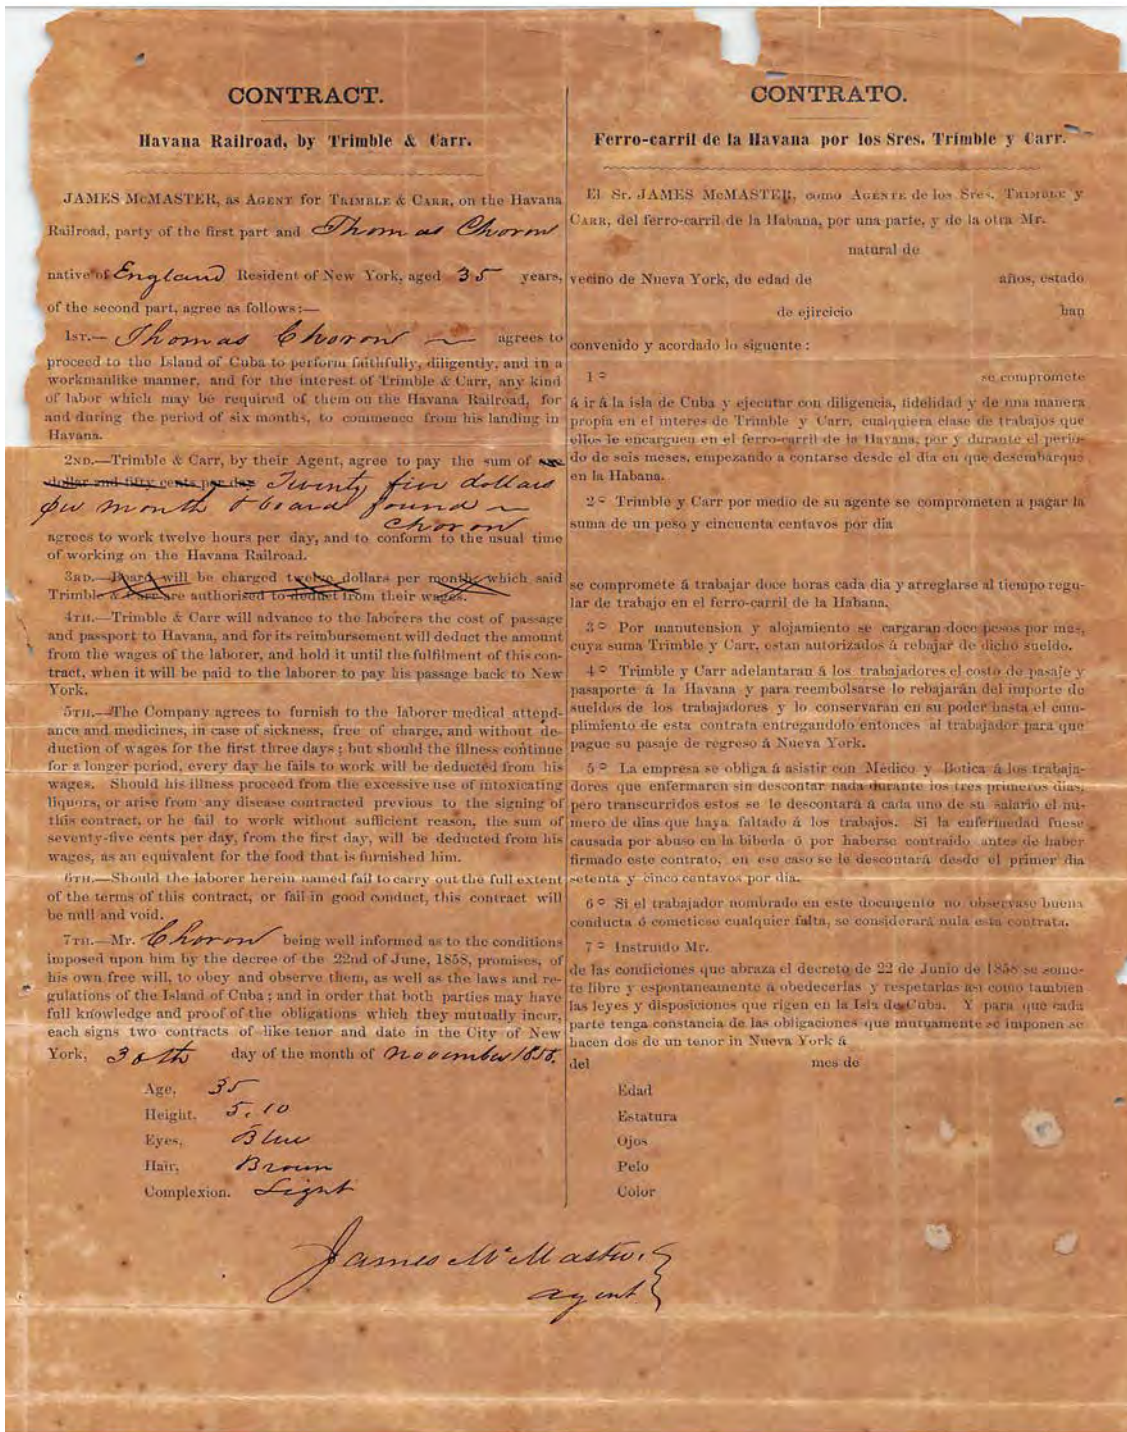 CONTRACT.
Havana Railroad, by Trimble & Carr.
JAMES McMASTER, as AGENT for TRIMBLE & CARR, on the Havana
Railroad, party of the first part and Thomas Choron
native of England Resident of New York, aged 35 years,
of the second part, agree as follows:—
1ST.— Thomas Choron agrees to
proceed to the Island of Cuba to perform faithfully, diligently, and in a
workmanlike manner, and for the interest of Trimble & Carr, any kind
of labor which may be required of them on the Havana Railroad, for
and during the period of six months, to commence from his landing in
Havana.
2ND.—Trimble & Carr, by their Agent, agree to pay the sum of one
dollar and fifty cents per day Twenty five dollars
per month & board found
Choron
agrees to work twelve hours per day, and to conform to the usual time
of working on the Havana Railroad.
3RD.—Board will be charged twelve dollars per month, which said
Trimble & Carr are authorised to deduct from their wages.
4TH.—Trimble & Carr will advance to the laborers the cost of passage
and passport to Havana, and for its reimbursement will deduct the amount
from the wages of the laborer, and hold it until the fulfilment of this con-
tract, when it will be paid to the laborer to pay his passage back to New
York.
5TH.—The Company agrees to furnish to the laborer medical attend-
ance and medicines, in case of sickness, free of charge, and without de-
duction of wages for the first three days; but should the illness continue
for a longer period, every day he fails to work will be deducted from his
wages. Should his illness proceed from the excessive use of intoxicating
liquors, or arise from any disease contracted previous to the signing of
this contract, or he fail to work without sufficient reason, the sum of
seventy-five cents per day, from the first day, will be deducted from his
wages, as an equivalent for the food that is furnished him.
6TH.—Should the laborer herein named fail to carry out the full extent
of the terms of this contract, or fail in good conduct, this contract will
be null and void.
7TH.—Mr. Choron being well informed as to the conditions
imposed upon him by the decree of the 22nd of June, 1858, promises, of
his own free will, to obey and observe them, as well as the laws and re-
gulations of the Island of Cuba; and in order that both parties may have
full knowledge and proof of the obligations which they mutually incur,
each signs two contracts of like tenor and date in the City of New
York, 30th day of the month of November 1858.
Age, 35
Height, 5.10
Eyes, Blue
Hair, Brown
Complexion. Light
CONTRATO.
Ferro-carril de la Havana por los Sres. Trimble y Carr.
El Sr. JAMES McMASTER, como AGENTE de los Sres. TRIMBLE Y
CARR, del ferro-carril de la Habana, por una parte, y de la otra Mr.
natural de
vecino de Nueva York, de edad de años, estado
de ejircicio han
convenido y acordado lo siguente:
1º se compromete
á ir á la isla de Cuba y ejecutar con diligencia, fidelidad y de una manera
propia en el interes de Trimble y Carr, cualquiera clase de trabajos que
ellos le encarguen en el ferro-carril de la Havana, por y durante el perio-
do de seis meses, empezando a contarse desde el dia en que desembarque
en la Habana.
2º Trimble y Carr por medio de su agente se comprometen a pagar la
suma de un peso y cincuenta centavos por dia
se compromete á trabajar doce horas cada dia y arreglarse al tiempo regu-
lar de trabajo en el ferro-carril de la Habana.
3º Por manutension y alojamiento se cargaran doce pesos por mes,
cuya suma Trimble y Carr, estan autorizados á rebajar de dicho sueldo.
4º Trimble y Carr adelantaran á los trabajadores el costo de pasaje y
pasaporte á la Havana y para reembolsarse lo rebajarán del importe de
sueldos de los trabajadores y lo conservaran en su poder hasta el cum-
plimiento de esta contrata entregandolo entonces al trabajador para que
pague su pasaje de regreso á Nueva York.
5º La empresa se obliga á asistir con Médico y Botica á los trabaja-
dores que enfermaren sin descontar nada durante los tres primeros dias,
pero transcurridos estos se le descontará á cada uno de su salario el nú-
mero de dias que haya faltado á los trabajos. Si la enfermedad fuese
causada por abuso en la bibeda ó por haberse contraido antes de haber
firmado este contrato, en ese caso se le descontará desde el primer dia
setenta y cinco centavos por dia.
6º Si el trabajador nombrado en este documento no observase buena
conducta ó cometiese cualquier falta, se considerará nula esta contrata.
7º Instruido Mr.
de las condiciones que abraza el decreto de 22 de Junio de 1858 se some-
te libre y espontaneamente á obedecerlas y respetarlas asi como tambien
las leyes y disposiciones que rigen en la Isla de Cuba. Y para que cada
parte tenga constancia de las obligaciones que mutuamente se imponen se
hacen dos de un tenor in Nueva York á
del mes de
Edad
Estatura
Ojos
Pelo
Color
James McMaster
agent